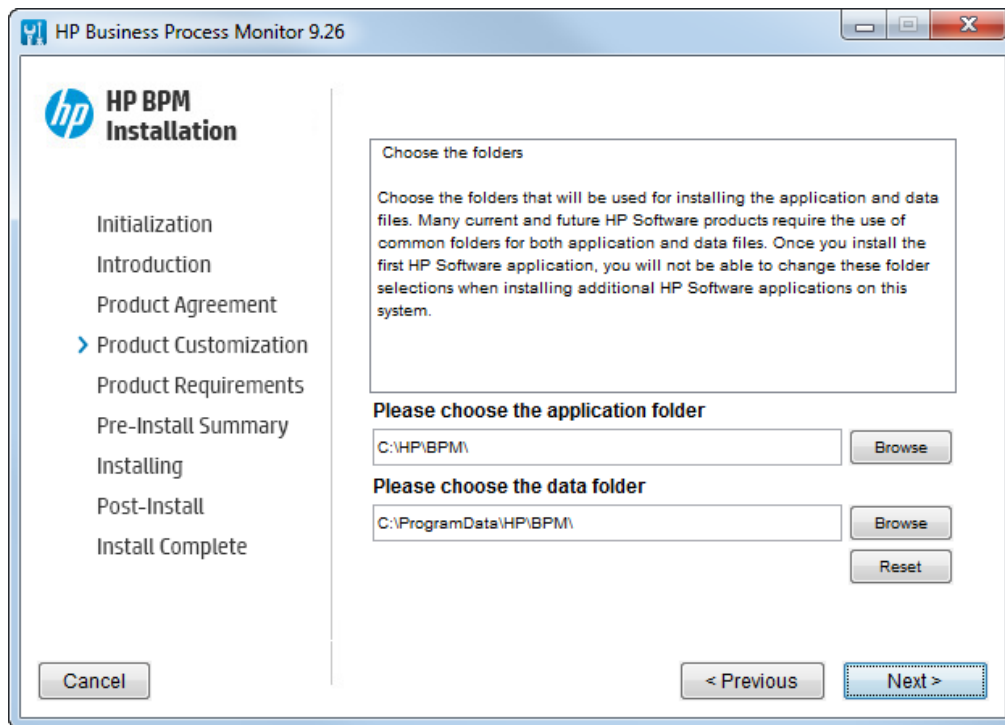 HP Business Process Monitor 9.26
hp
HP BPM
Installation
Initialization
Introduction
Product Agreement
Product Customization
Product Requirements
Pre-Install Summary
Installing
Post-Install
Install Complete
Choose the folders
Choose the folders that will be used for installing the application and data
files. Many current and future HP Software products require the use of
common folders for both application and data files. Once you install the
first HP Software application, you will not be able to change these folder
selections when installing additional HP Software applications on this
system.
Please choose the application folder
C:\HP\BPM\
Browse
Please choose the data folder
C:\ProgramData\HP\BPM\
Browse
Reset
Cancel
< Previous
Next >